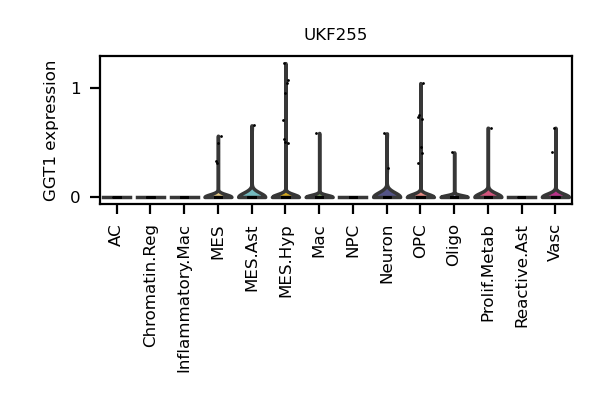 UKF255
GGT1 expression
1
0
AC
Chromatin.Reg
Inflammatory.Mac
MES
MES.Ast
MES.Hyp
Mac
NPC
Neuron
OPC
Oligo
Prolif.Metab
Reactive.Ast
Vasc